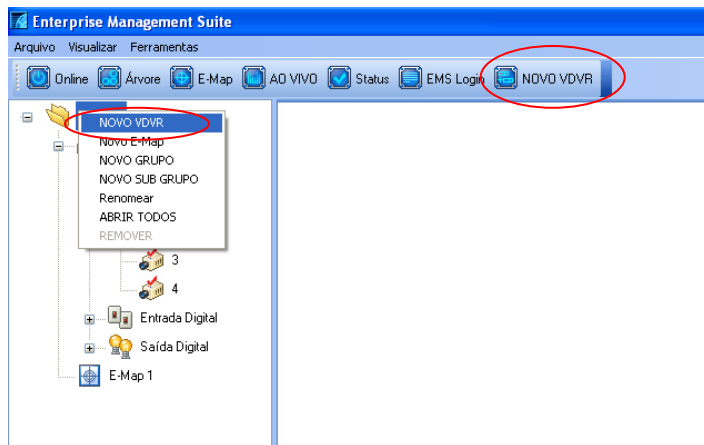 Enterprise Management Suite
Arquivo Visualizar Ferramentas
Online Árvore E-Map AO VIVO Status EMS Login NOVO VDVR
NOVO VDVR
Novo E-Map
NOVO GRUPO
NOVO SUB GRUPO
Renomear
ABRIR TODOS
REMOVER
3
4
Entrada Digital
Saída Digital
E-Map 1